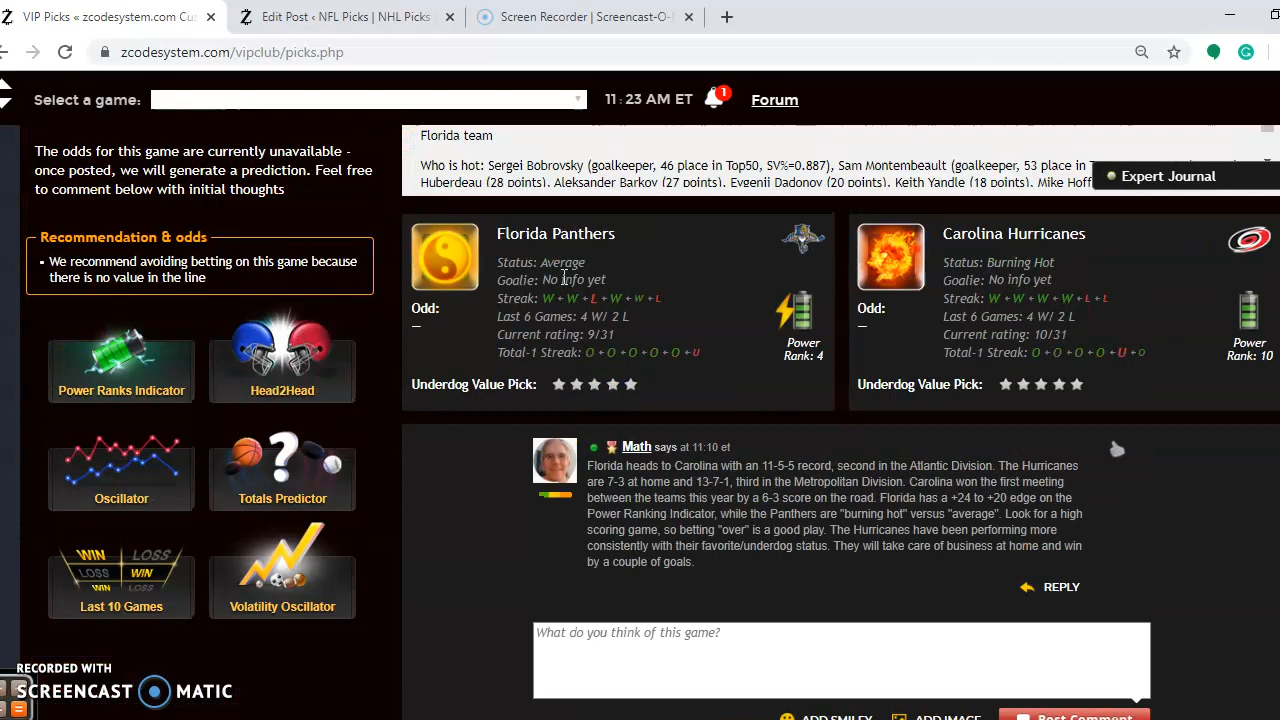 VIP Picks « zcodesystem.com Cus
Edit Post ‹ NFL Picks | NHL Picks
Screen Recorder | Screencast-O-
zcodesystem.com/vipclub/picks.php
Select a game:
11:23 AM ET
1
Forum
Florida team
The odds for this game are currently unavailable -
once posted, we will generate a prediction. Feel free
to comment below with initial thoughts
Who is hot: Sergei Bobrovsky (goalkeeper, 46 place in Top50, SV%=0.887), Sam Montembeault (goalkeeper, 53 place in T
Huberdeau (28 points), Aleksander Barkov (27 points), Evgenii Dadonov (20 points), Keith Yandle (18 points), Mike Hoff
Expert Journal
Recommendation & odds
We recommend avoiding betting on this game because
there is no value in the line
Power Ranks Indicator
Head2Head
Oscillator
Totals Predictor
WIN LOSS
LOSS WIN
WIN LOSS
Last 10 Games
Volatility Oscillator
Florida Panthers
Status: Average
Goalie: No info yet
Odd:
Streak: W ← W ← L ← W ← W ← L
Last 6 Games: 4 W/ 2 L
Current rating: 9/31
Total-1 Streak: O ← O ← O ← O ← O ← U
Power
Rank: 4
Underdog Value Pick:
Carolina Hurricanes
Status: Burning Hot
Goalie: No info yet
Odd:
Streak: W ← W ← W ← W ← L ← L
Last 6 Games: 4 W/ 2 L
Current rating: 10/31
Total-1 Streak: O ← O ← O ← O ← U ← O
Power
Rank: 10
Underdog Value Pick:
Math says at 11:10 et
Florida heads to Carolina with an 11-5-5 record, second in the Atlantic Division. The Hurricanes
are 7-3 at home and 13-7-1, third in the Metropolitan Division. Carolina won the first meeting
between the teams this year by a 6-3 score on the road. Florida has a +24 to +20 edge on the
Power Ranking Indicator, while the Panthers are "burning hot" versus "average". Look for a high
scoring game, so betting "over" is a good play. The Hurricanes have been performing more
consistently with their favorite/underdog status. They will take care of business at home and win
by a couple of goals.
REPLY
What do you think of this game?
ADD SMILEY
ADD IMAGE
Post Comment
RECORDED WITH
SCREENCAST MATIC